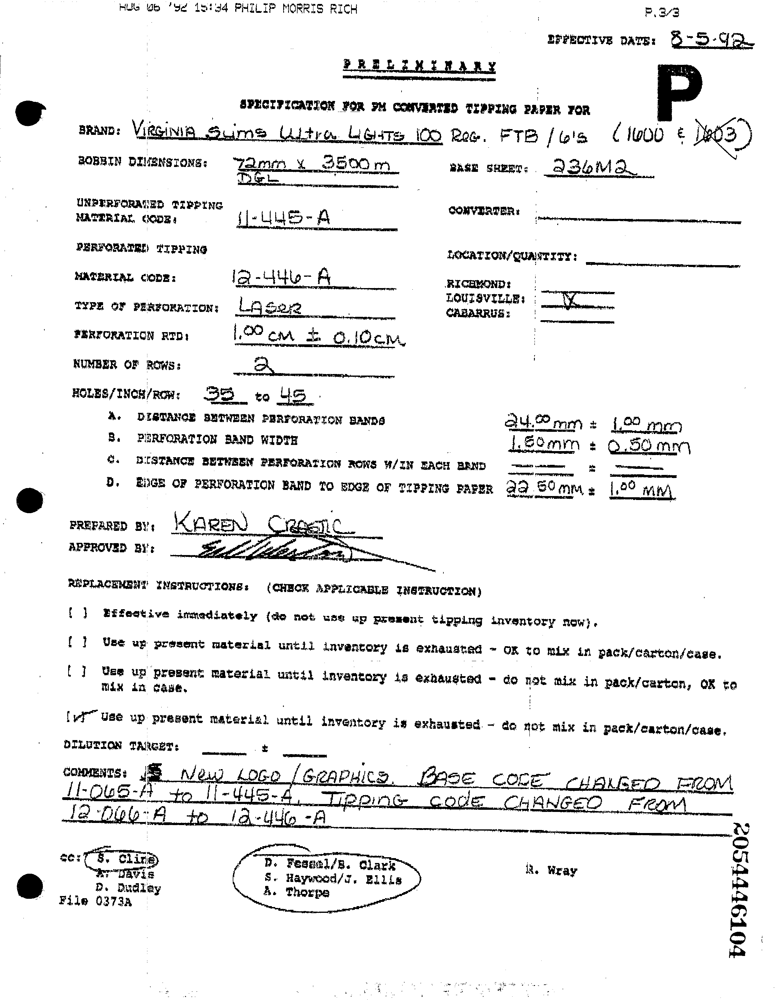 AUG 06 '92 15:34 PHILIP MORRIS RICH P.3/3
EFFECTIVE DATE: 8-5-92
PRELIMINARY
P
SPECIFICATION FOR PM CONVERTED TIPPING PAPER FOR
BRAND: VIRGINIA SLIMS ULTRA LIGHTS 100 REG. FTB /6's (1600 & 1603)
BOBBIN DIMENSIONS: 72mm x 3500m BASE SHEET: 236M2
DGL
UNPERFORATED TIPPING
MATERIAL CODE: 11-445-A CONVERTER:
PERFORATED TIPPING
LOCATION/QUANTITY:
MATERIAL CODE: 12-446-A
RICHMOND:
TYPE OF PERFORATION: LASER LOUISVILLE: X
CABARRUS:
PERFORATION RTD: 1.00 CM ± 0.10CM
NUMBER OF ROWS: 2
HOLES/INCH/ROW: 35 to 45
A. DISTANCE BETWEEN PERFORATION BANDS 24.00 mm ± 1.00 mm
B. PERFORATION BAND WIDTH 1.50mm ± 0.50 mm
C. DISTANCE BETWEEN PERFORATION ROWS W/IN EACH BAND ±
D. EDGE OF PERFORATION BAND TO EDGE OF TIPPING PAPER 22 50 MM ± 1.00 MM
PREPARED BY: KAREN
APPROVED BY:
REPLACEMENT INSTRUCTIONS: (CHECK APPLICABLE INSTRUCTION)
[ ] Effective immediately (do not use up present tipping inventory now).
[ ] Use up present material until inventory is exhausted - OK to mix in pack/carton/case.
[ ] Use up present material until inventory is exhausted - do not mix in pack/carton, OK to
mix in case.
[✓] Use up present material until inventory is exhausted - do not mix in pack/carton/case.
DILUTION TARGET: ±
COMMENTS: NEW LOGO/GRAPHICS. BASE CODE CHANGED FROM
11-065-A to 11-445-A. TIPPING CODE CHANGED FROM
12-066-A to 12-446-A
cc: S. Cline D. Fessel/B. Clark R. Wray
A. Davis S. Haywood/J. Ellis
D. Dudley A. Thorpe
File 0373A
2054446104